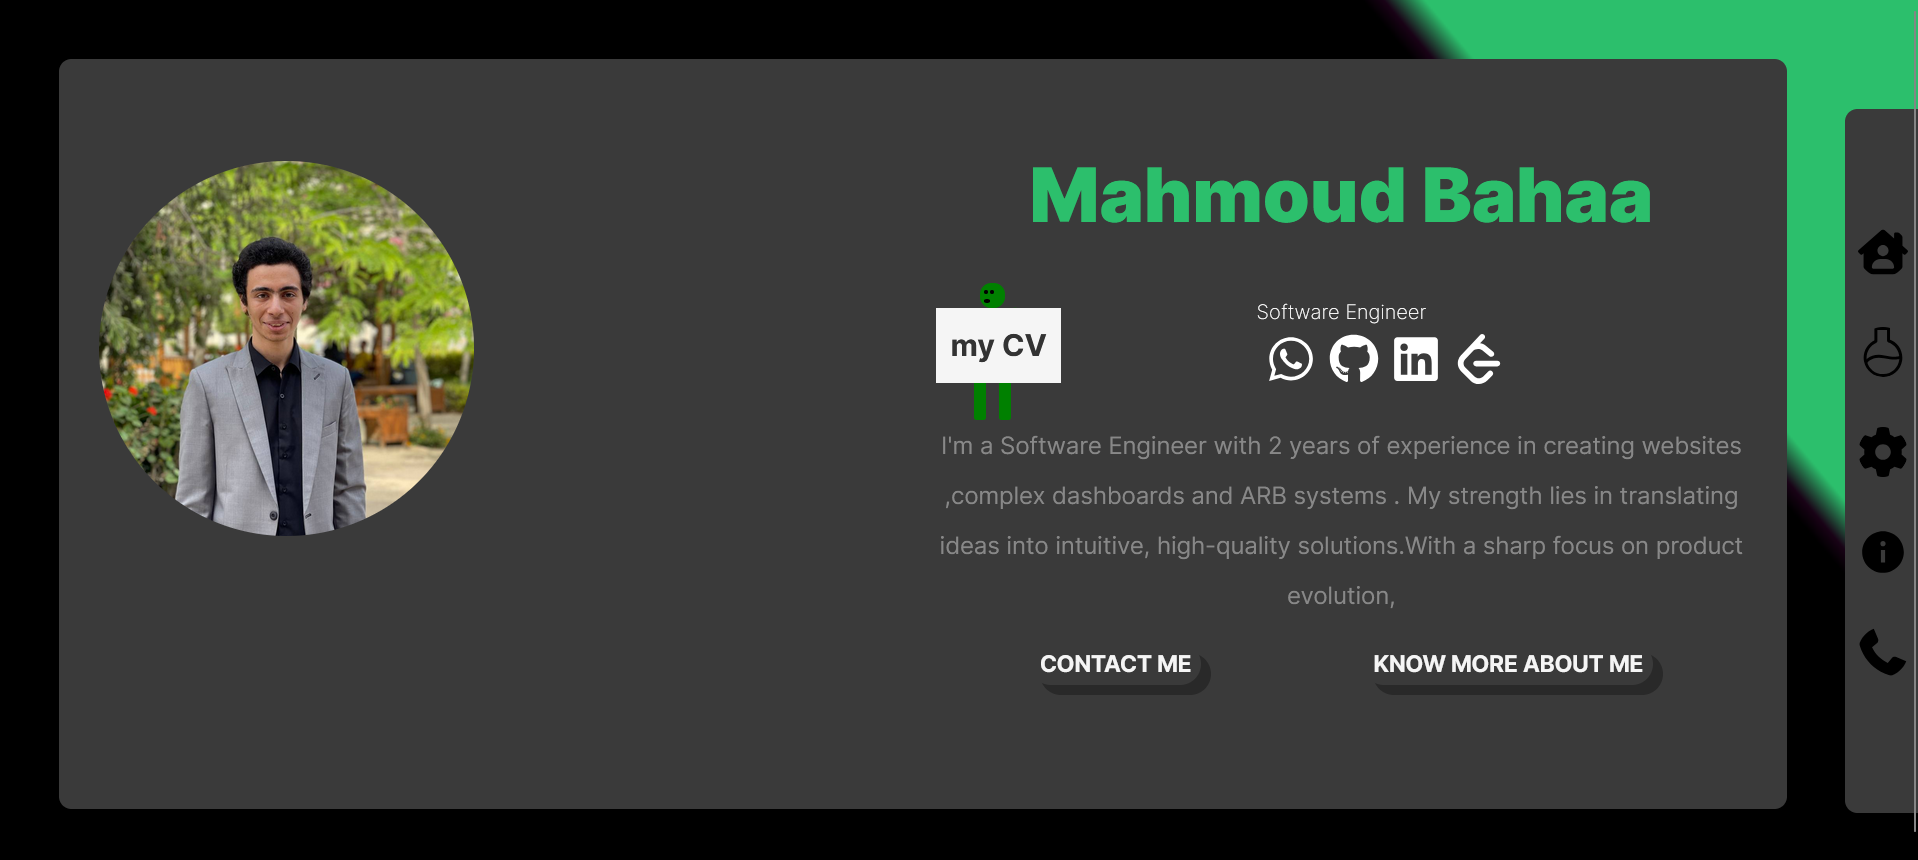 Mahmoud Bahaa
my CV
Software Engineer
I'm a Software Engineer with 2 years of experience in creating websites
,complex dashboards and ARB systems . My strength lies in translating
ideas into intuitive, high-quality solutions.With a sharp focus on product
evolution,
CONTACT ME
KNOW MORE ABOUT ME